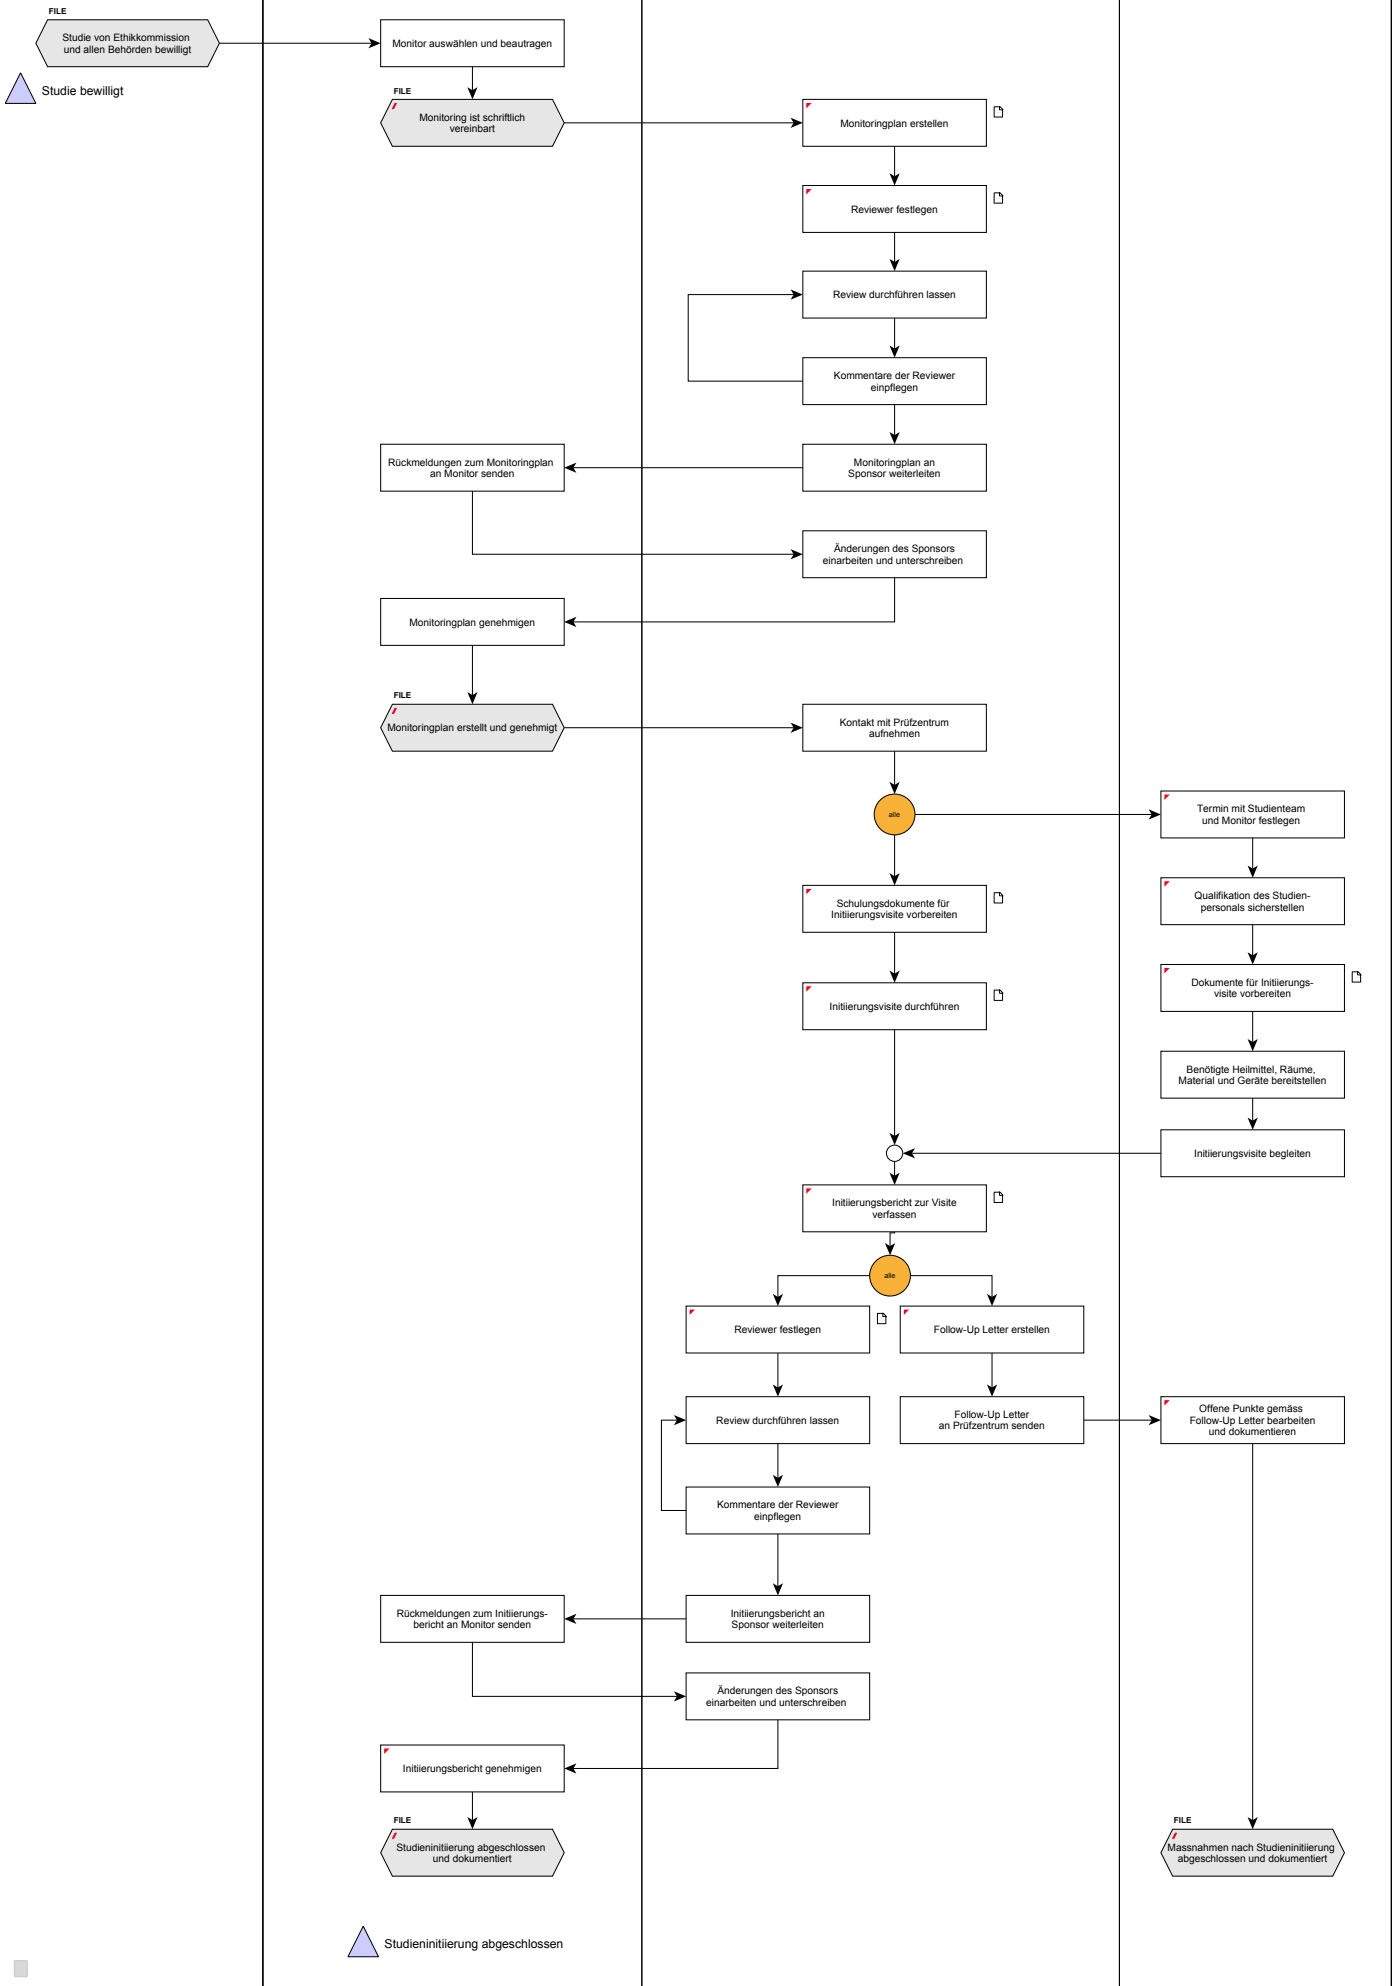 FILE
Studie von Ethikkommission
und allen Behörden bewilligt
Monitor auswählen und beautragen
Studie bewilligt
FILE
Monitoring ist schriftlich
vereinbart
Monitoringplan erstellen
Reviewer festlegen
Review durchführen lassen
Kommentare der Reviewer
einpflegen
Monitoringplan an
Sponsor weiterleiten
Rückmeldungen zum Monitoringplan
an Monitor senden
Änderungen des Sponsors
einarbeiten und unterschreiben
Monitoringplan genehmigen
FILE
Monitoringplan erstellt und genehmigt
Kontakt mit Prüfzentrum
aufnehmen
alle
Termin mit Studienteam
und Monitor festlegen
Schulungsdokumente für
Initiierungsvisite vorbereiten
Qualifikation des Studien-
personals sicherstellen
Initiierungsvisite durchführen
Dokumente für Initiierungs-
visite vorbereiten
Benötigte Heilmittel, Räume,
Material und Geräte bereitstellen
Initiierungsvisite begleiten
Initiierungsbericht zur Visite
verfassen
alle
Reviewer festlegen
Follow-Up Letter erstellen
Review durchführen lassen
Follow-Up Letter
an Prüfzentrum senden
Offene Punkte gemäss
Follow-Up Letter bearbeiten
und dokumentieren
Kommentare der Reviewer
einpflegen
Initiierungsbericht an
Sponsor weiterleiten
Rückmeldungen zum Initiierungs-
bericht an Monitor senden
Änderungen des Sponsors
einarbeiten und unterschreiben
Initiierungsbericht genehmigen
FILE
Studieninitiierung abgeschlossen
und dokumentiert
FILE
Massnahmen nach Studieninitiierung
abgeschlossen und dokumentiert
Studieninitiierung abgeschlossen